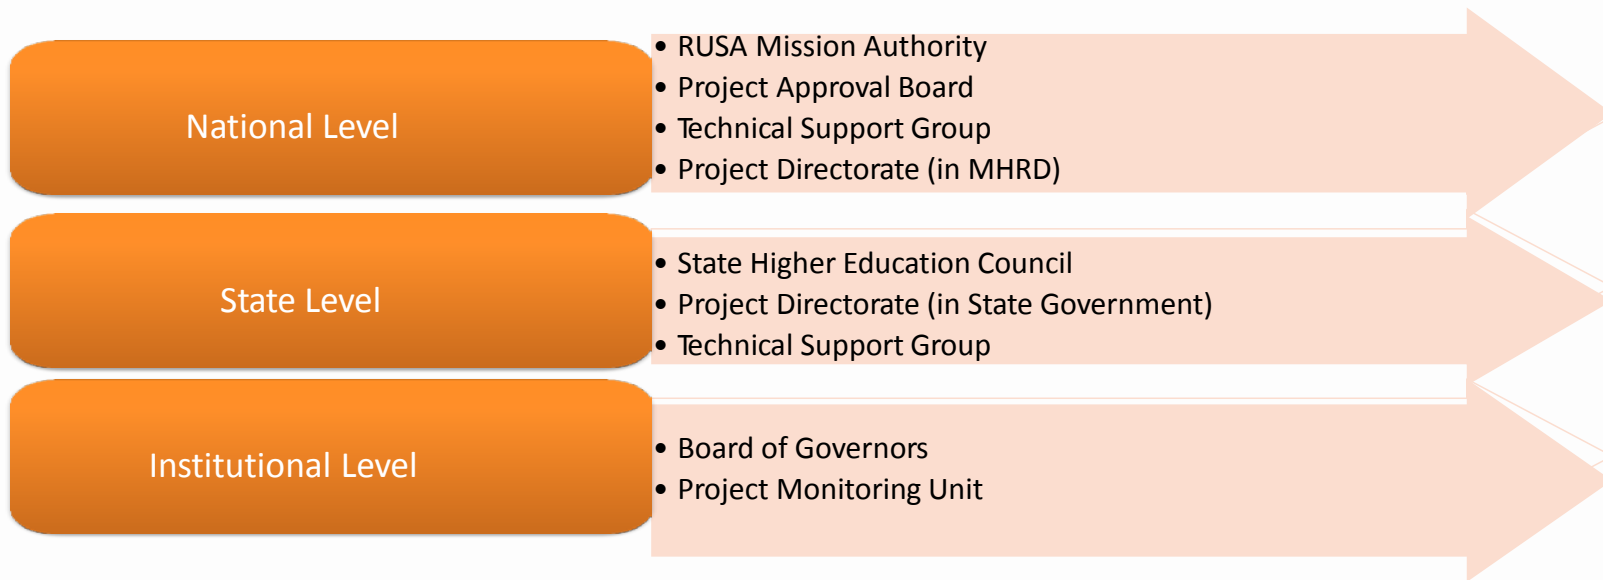 National Level
• RUSA Mission Authority
• Project Approval Board
• Technical Support Group
• Project Directorate (in MHRD)
State Level
• State Higher Education Council
• Project Directorate (in State Government)
• Technical Support Group
Institutional Level
• Board of Governors
• Project Monitoring Unit